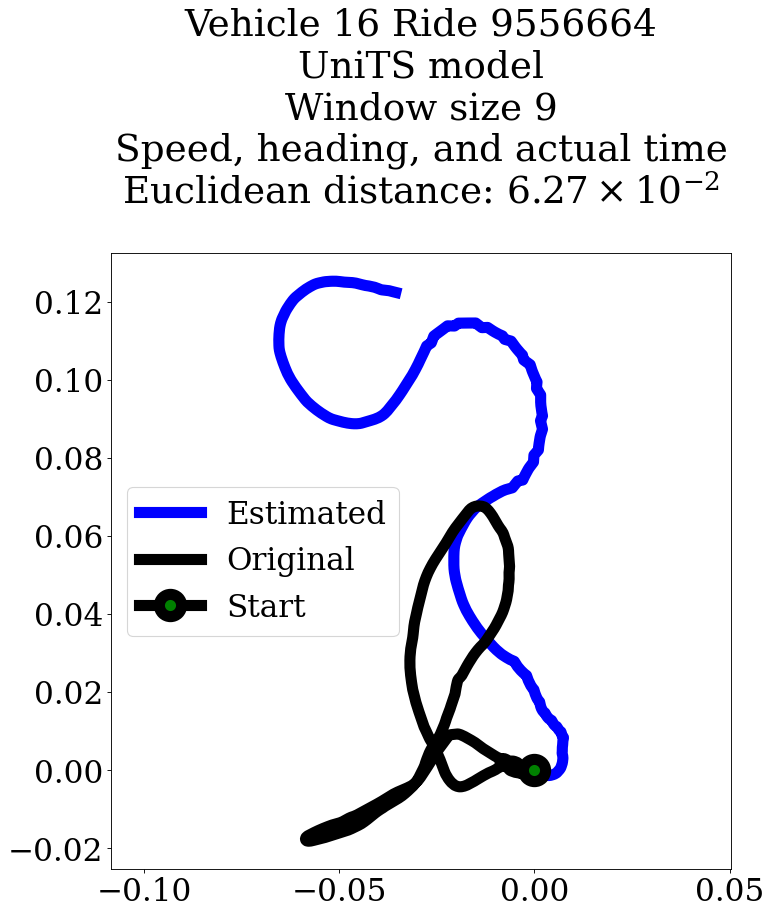 Vehicle 16 Ride 9556664
UniTS model
Window size 9
Speed, heading, and actual time
Euclidean distance: 6.27 × 10⁻²
0.12
0.10
0.08
0.06
0.04
0.02
0.00
−0.02
Estimated
Original
Start
−0.10
−0.05
0.00
0.05